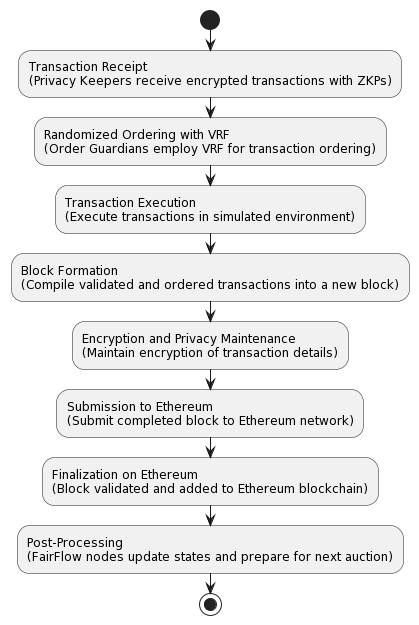 Transaction Receipt
(Privacy Keepers receive encrypted transactions with ZKPs)
Randomized Ordering with VRF
(Order Guardians employ VRF for transaction ordering)
Transaction Execution
(Execute transactions in simulated environment)
Block Formation
(Compile validated and ordered transactions into a new block)
Encryption and Privacy Maintenance
(Maintain encryption of transaction details)
Submission to Ethereum
(Submit completed block to Ethereum network)
Finalization on Ethereum
(Block validated and added to Ethereum blockchain)
Post-Processing
(FairFlow nodes update states and prepare for next auction)